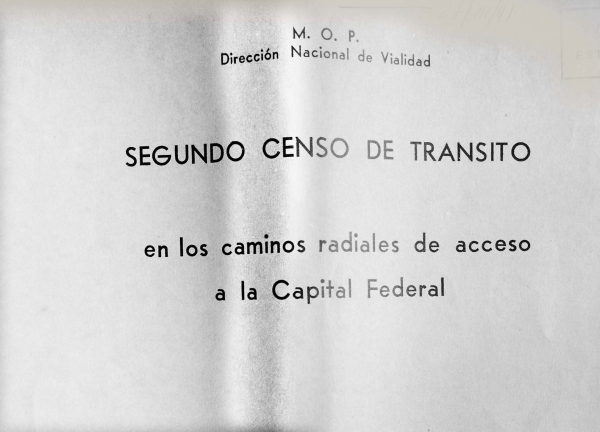 M. O. P.
Dirección Nacional de Vialidad
SEGUNDO CENSO DE TRANSITO
en los caminos radiales de acceso
a la Capital Federal